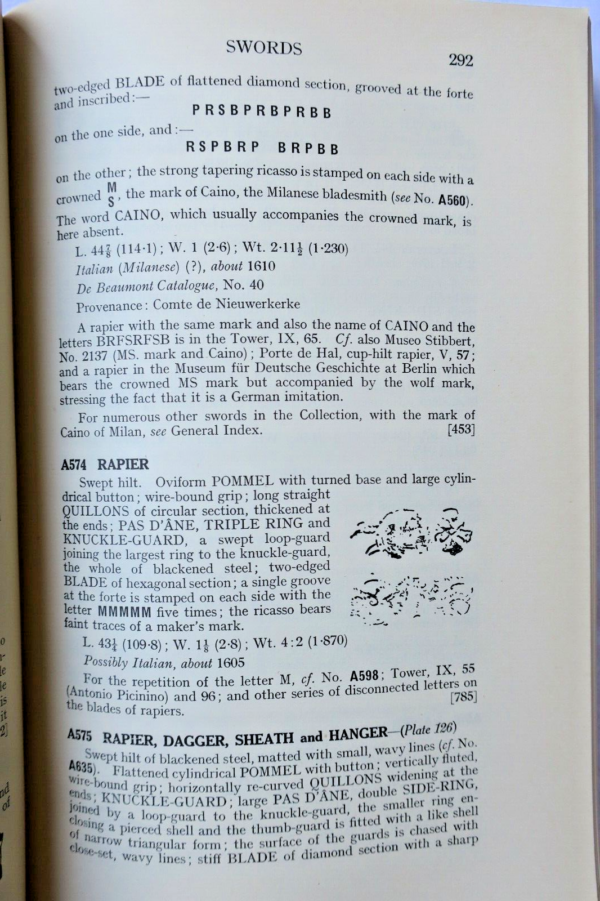 SWORDS
292
two-edged BLADE of flattened diamond section, grooved at the forte
and inscribed:—
PRSBPRBPRBB
on the one side, and:—
RSPBRP BRPBB
on the other; the strong tapering ricasso is stamped on each side with a
crowned M S, the mark of Caino, the Milanese bladesmith (see No. A560).
The word CAINO, which usually accompanies the crowned mark, is
here absent.
L. 44⅞ (114·1); W. 1 (2·6); Wt. 2·11½ (1·230)
Italian (Milanese) (?), about 1610
De Beaumont Catalogue, No. 40
Provenance: Comte de Nieuwerkerke
A rapier with the same mark and also the name of CAINO and the
letters BRFSRFSB is in the Tower, IX, 65. Cf. also Museo Stibbert,
No. 2137 (MS. mark and Caino); Porte de Hal, cup-hilt rapier, V, 57;
and a rapier in the Museum für Deutsche Geschichte at Berlin which
bears the crowned MS mark but accompanied by the wolf mark,
stressing the fact that it is a German imitation.
For numerous other swords in the Collection, with the mark of
Caino of Milan, see General Index. [453]
A574 RAPIER
Swept hilt. Oviform POMMEL with turned base and large cylin-
drical button; wire-bound grip; long straight
QUILLONS of circular section, thickened at
the ends; PAS D'ÂNE, TRIPLE RING and
KNUCKLE-GUARD, a swept loop-guard
joining the largest ring to the knuckle-guard,
the whole of blackened steel; two-edged
BLADE of hexagonal section; a single groove
at the forte is stamped on each side with the
letter MMMMM five times; the ricasso bears
faint traces of a maker's mark.
L. 43¼ (109·8); W. 1⅛ (2·8); Wt. 4:2 (1·870)
Possibly Italian, about 1605
For the repetition of the letter M, cf. No. A598; Tower, IX, 55
(Antonio Picinino) and 96; and other series of disconnected letters on
the blades of rapiers. [785]
A575 RAPIER, DAGGER, SHEATH and HANGER—(Plate 126)
Swept hilt of blackened steel, matted with small, wavy lines (cf. No.
A635). Flattened cylindrical POMMEL with button; vertically fluted,
wire-bound grip; horizontally re-curved QUILLONS widening at the
ends; KNUCKLE-GUARD; large PAS D'ÂNE, double SIDE-RING,
joined by a loop-guard to the knuckle-guard, the smaller ring en-
closing a pierced shell and the thumb-guard is fitted with a like shell
of narrow triangular form; the surface of the guards is chased with
close-set, wavy lines; stiff BLADE of diamond section with a sharp